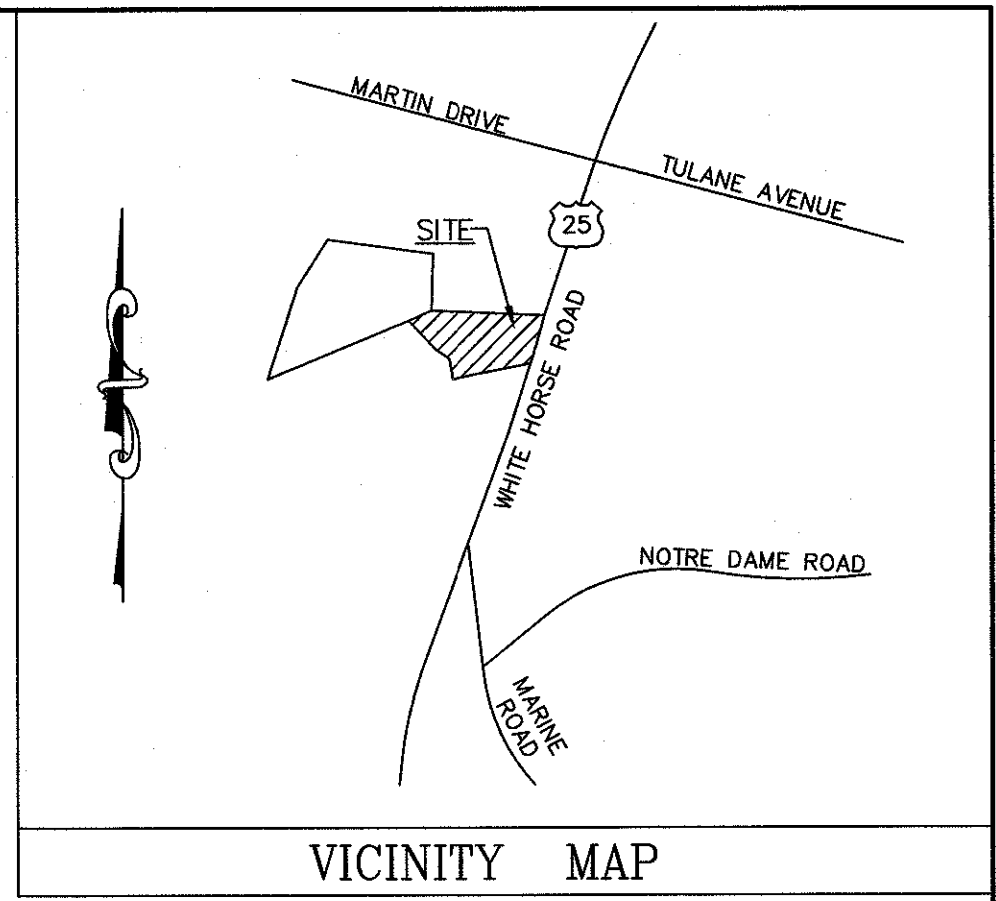 MARTIN DRIVE
TULANE AVENUE
SITE
25
WHITE HORSE ROAD
NOTRE DAME ROAD
MARINE
ROAD
VICINITY MAP